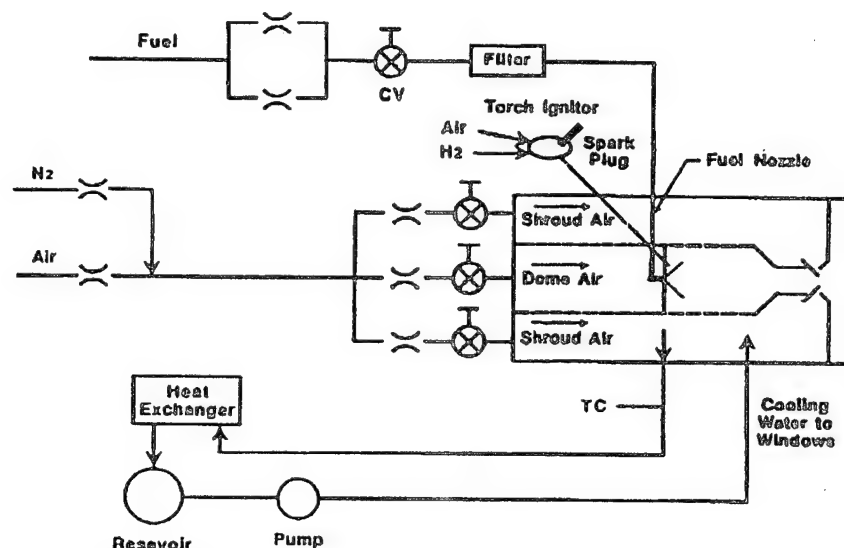 Fuel
CV
Filter
Torch Ignitor
Air
H2
Spark
Plug
Fuel Nozzle
N2
Air
Shroud Air
Dome Air
Shroud Air
Heat
Exchanger
TC
Cooling
Water to
Windows
Resevoir
Pump